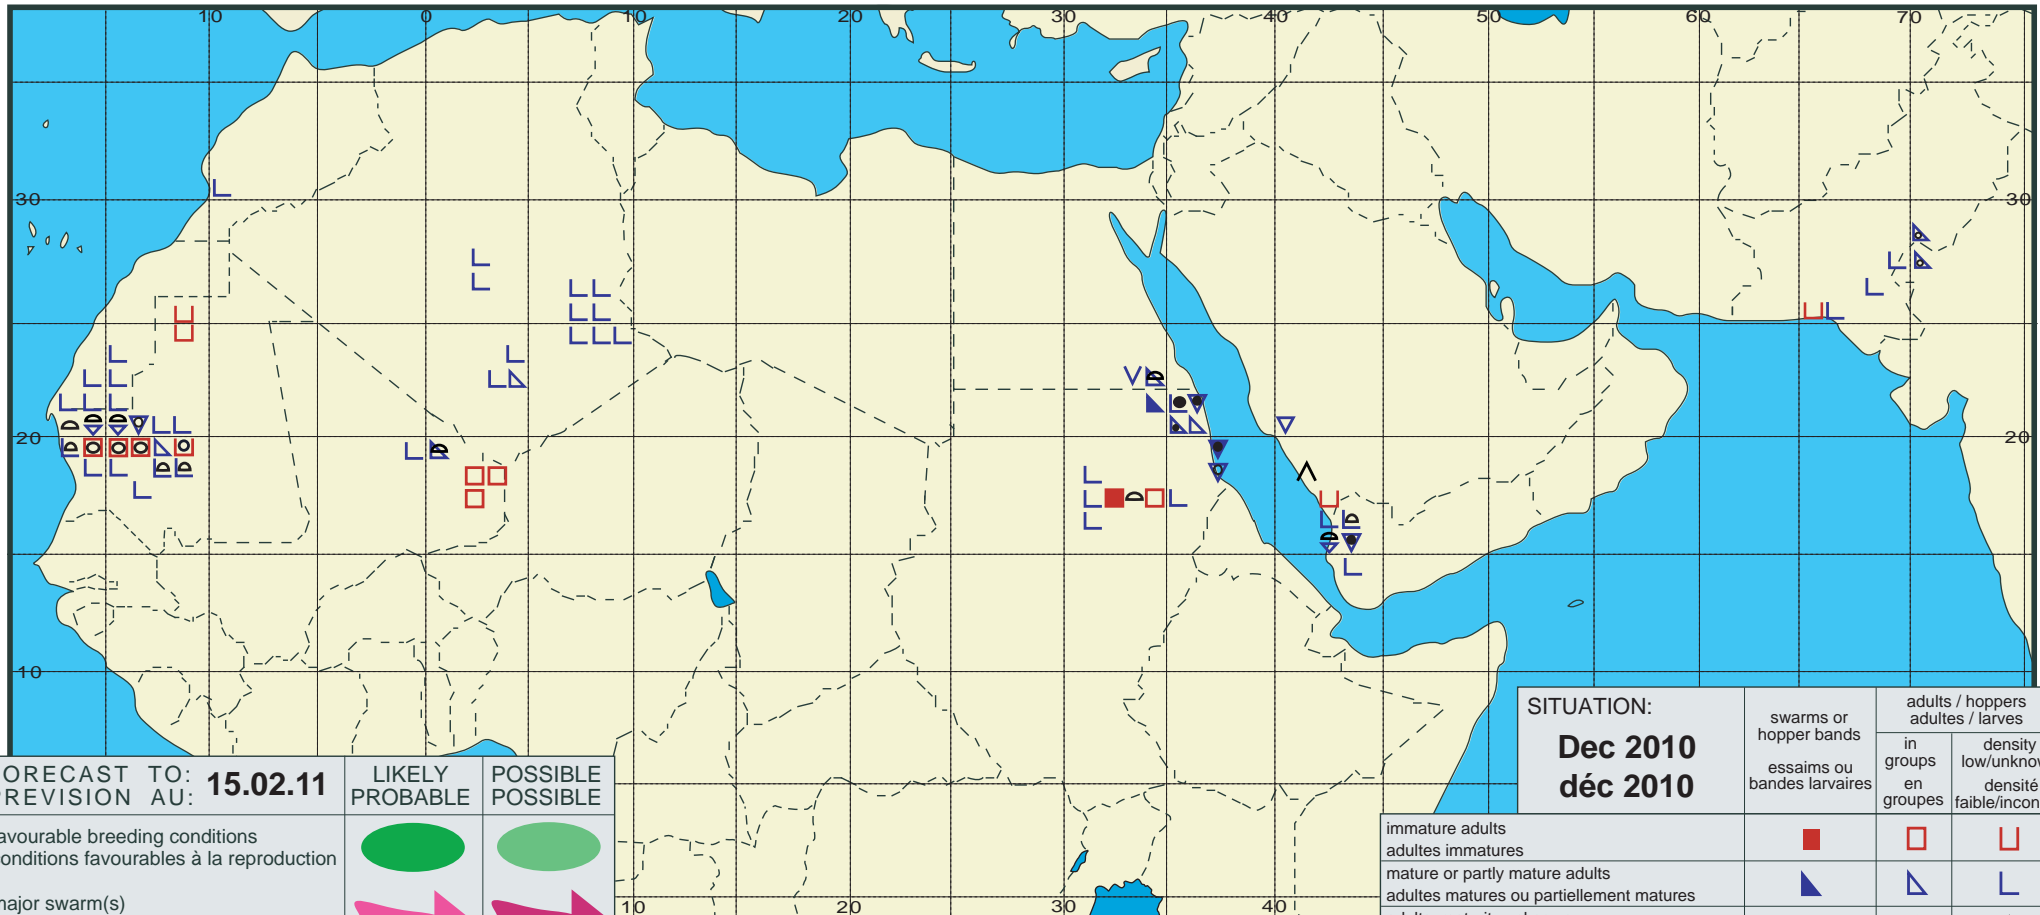 10 0 10 20 30 40 50 60 70
30 30
20 20
10
SITUATION:
Dec 2010
déc 2010
swarms or
hopper bands
essaims ou
bandes larvaires
adults / hoppers
adultes / larves
in
groups
en
groupes
density
low/unknow
densité
faible/incon
immature adults
adultes immatures
mature or partly mature adults
adultes matures ou partiellement matures
ORECAST TO:
REVISION AU:
15.02.11
LIKELY
PROBABLE
POSSIBLE
POSSIBLE
avourable breeding conditions
onditions favourables à la reproduction
major swarm(s)
10 20 30 40